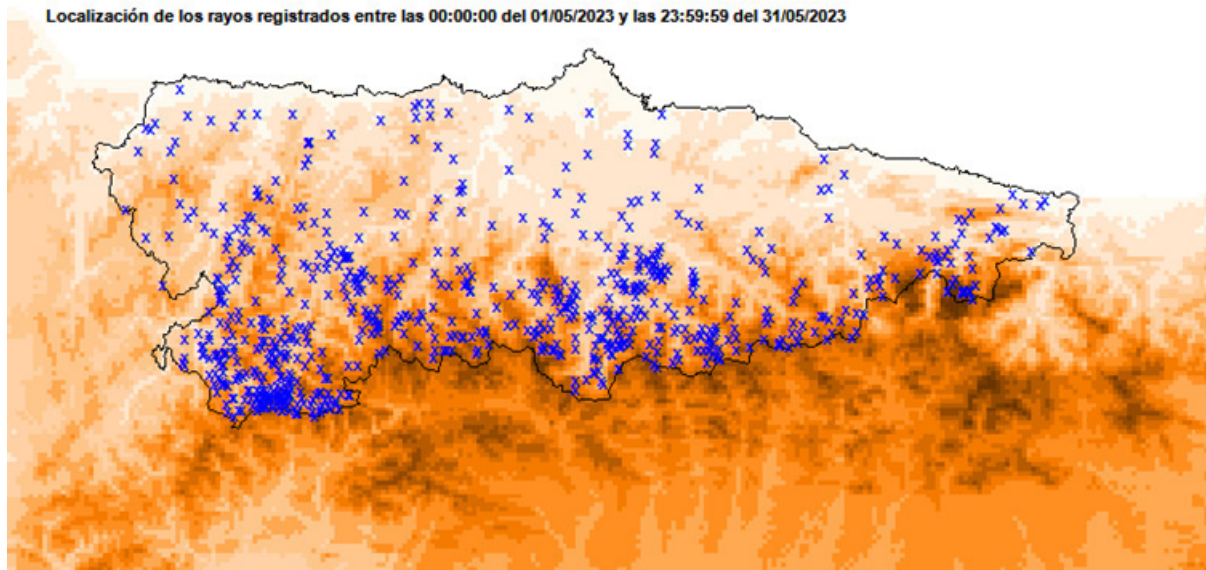 Localización de los rayos registrados entre las 00:00:00 del 01/05/2023 y las 23:59:59 del 31/05/2023